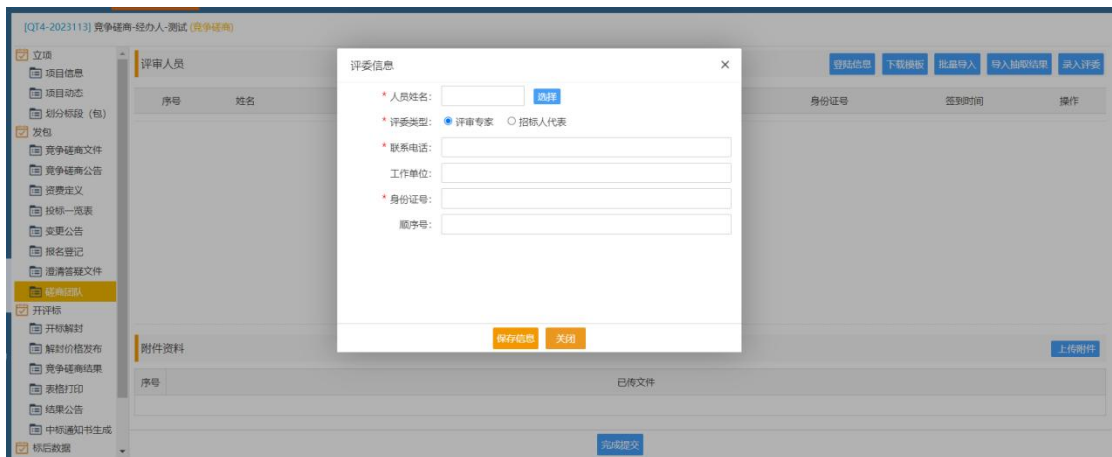 [QT4-2023113] 竞争磋商-经办人-测试 (竞争磋商)
立项
项目信息
项目动态
划分标段（包）
发包
竞争磋商文件
竞争磋商公告
资费定义
投标一览表
变更公告
报名登记
澄清答疑文件
磋商团队
开评标
开标解封
解封价格发布
竞争磋商结果
表格打印
结果公告
中标通知书生成
标后数据
评审人员
登陆信息 下载模板 批量导入 导入抽取结果 录入评委
序号 姓名 身份证号 签到时间 操作
评委信息 ×
* 人员姓名: 选择
* 评委类型: 评审专家 招标人代表
* 联系电话:
工作单位:
* 身份证号:
顺序号:
保存信息 关闭
附件资料 上传附件
序号 已传文件
完成提交